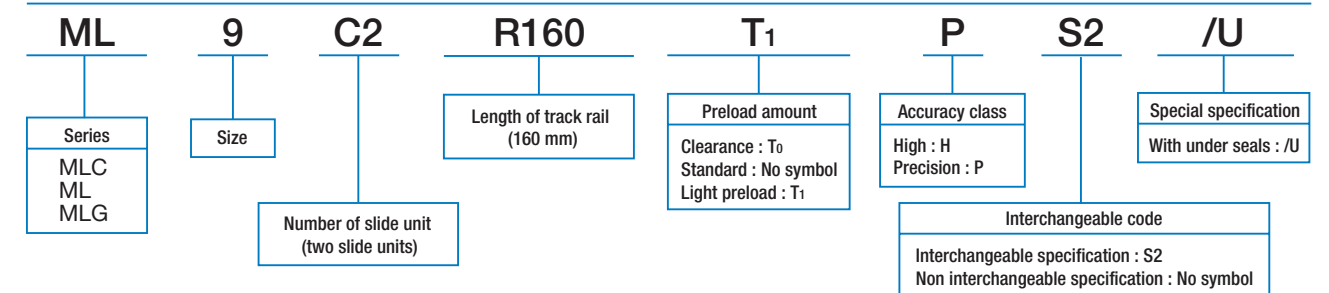 ML 9 C2 R160 T1 P S2 /U
Series
MLC
ML
MLG
Size
Number of slide unit
(two slide units)
Length of track rail
(160 mm)
Preload amount
Clearance : T0
Standard : No symbol
Light preload : T1
Accuracy class
High : H
Precision : P
Interchangeable code
Interchangeable specification : S2
Non interchangeable specification : No symbol
Special specification
With under seals : /U